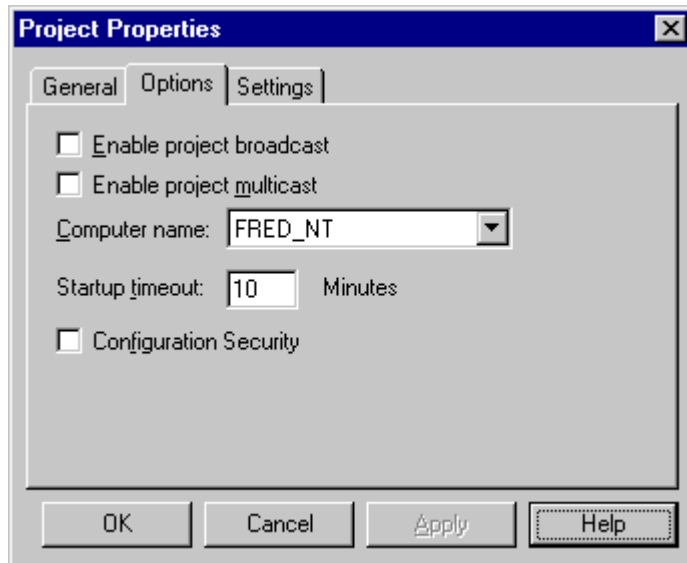 Project Properties
General Options Settings
Enable project broadcast
Enable project multicast
Computer name: FRED_NT
Startup timeout: 10 Minutes
Configuration Security
OK Cancel Apply Help